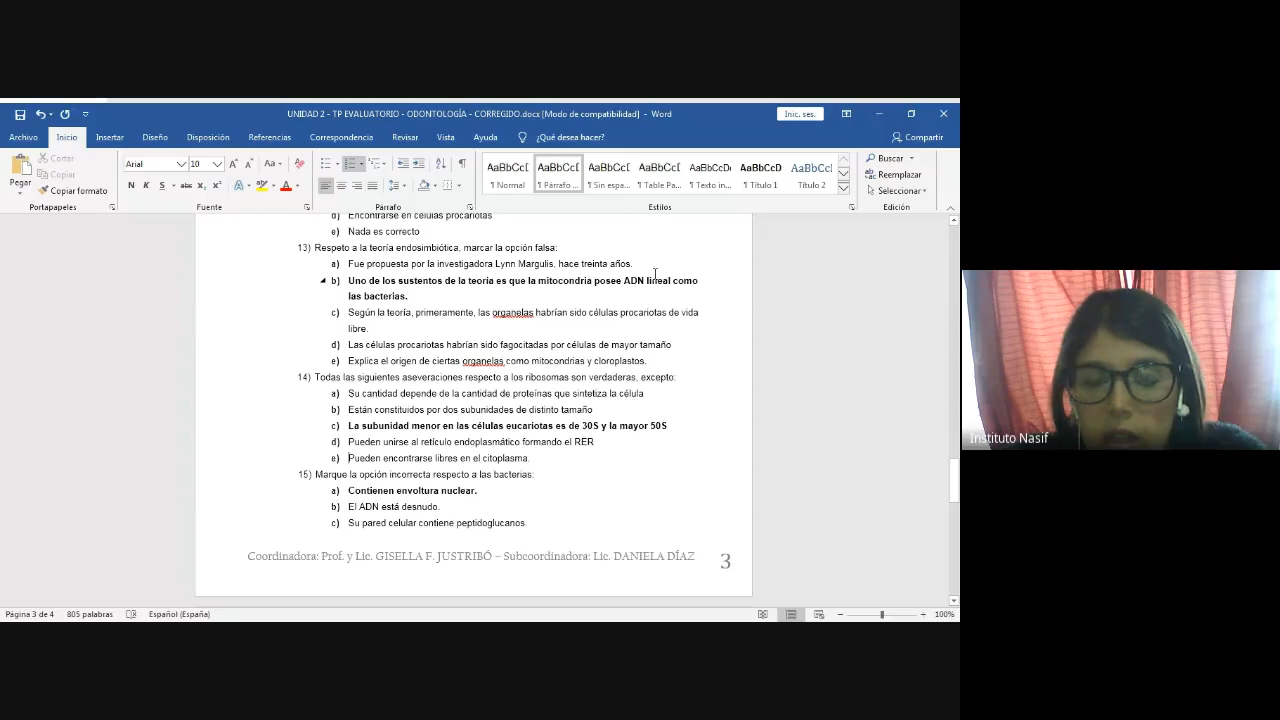 UNIDAD 2 - TP EVALUATORIO - ODONTOLOGÍA - CORREGIDO.docx [Modo de compatibilidad] - Word
Inic. ses.
Archivo Inicio Insertar Diseño Disposición Referencias Correspondencia Revisar Vista Ayuda ¿Qué desea hacer? Compartir
Pegar
Cortar
Copiar
Copiar formato
Portapapeles
Arial 10
Fuente
Párrafo
AaBbCcI AaBbCcI AaBbCcI AaBbCcI AaBbCcDı AaBbCcD AaBbCcI
¶ Normal ¶ Párrafo ... ¶ Sin espa... ¶ Table Pa... ¶ Texto in... ¶ Título 1 Título 2
Estilos
Buscar
Reemplazar
Seleccionar
Edición
d) Encontrarse en células procariotas
e) Nada es correcto
13) Respeto a la teoría endosimbiótica, marcar la opción falsa:
a) Fue propuesta por la investigadora Lynn Margulis, hace treinta años.
b) Uno de los sustentos de la teoría es que la mitocondria posee ADN lineal como
las bacterias.
c) Según la teoría, primeramente, las organelas habrían sido células procariotas de vida
libre.
d) Las células procariotas habrían sido fagocitadas por células de mayor tamaño
e) Explica el origen de ciertas organelas como mitocondrias y cloroplastos.
14) Todas las siguientes aseveraciones respecto a los ribosomas son verdaderas, excepto:
a) Su cantidad depende de la cantidad de proteínas que sintetiza la célula
b) Están constituidos por dos subunidades de distinto tamaño
c) La subunidad menor en las células eucariotas es de 30S y la mayor 50S
d) Pueden unirse al retículo endoplasmático formando el RER
e) Pueden encontrarse libres en el citoplasma.
15) Marque la opción incorrecta respecto a las bacterias:
a) Contienen envoltura nuclear.
b) El ADN está desnudo.
c) Su pared celular contiene peptidoglucanos.
Coordinadora: Prof. y Lic. GISELLA F. JUSTRIBÓ – Subcoordinadora: Lic. DANIELA DÍAZ 3
Página 3 de 4 805 palabras Español (España) 100%
Instituto Nasif